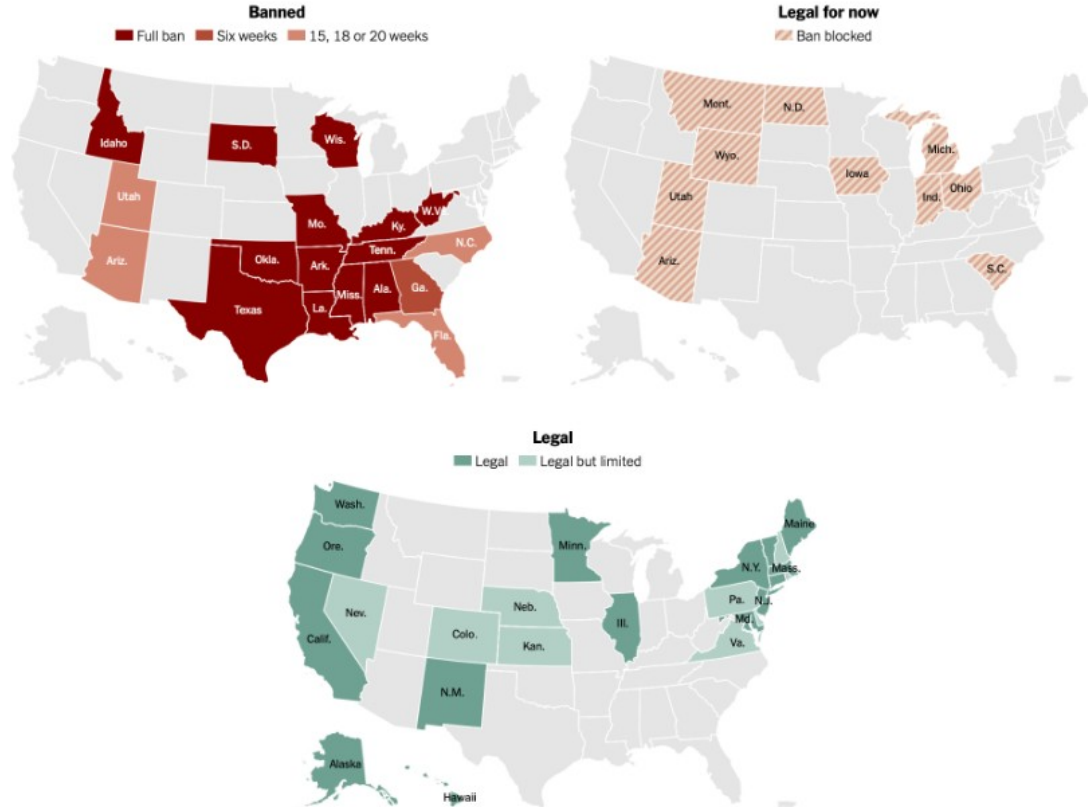 Banned
Full ban Six weeks 15, 18 or 20 weeks
Idaho
S.D.
Wis.
Utah
Mo.
Ky.
W.V
Ariz.
Okla.
Ark.
Tenn.
N.C.
Texas
La.
Miss.
Ala.
Ga.
Fla.
Legal for now
Ban blocked
Mont.
N.D.
Wyo.
Iowa
Mich.
Utah
Ind.
Ohio
Ariz.
S.C.
Legal
Legal Legal but limited
Wash.
Ore.
Minn.
Maine
N.Y.
Mass.
Nev.
Neb.
Ill.
Pa.
N.J.
Calif.
Colo.
Kan.
Md.
Va.
N.M.
Alaska
Hawaii